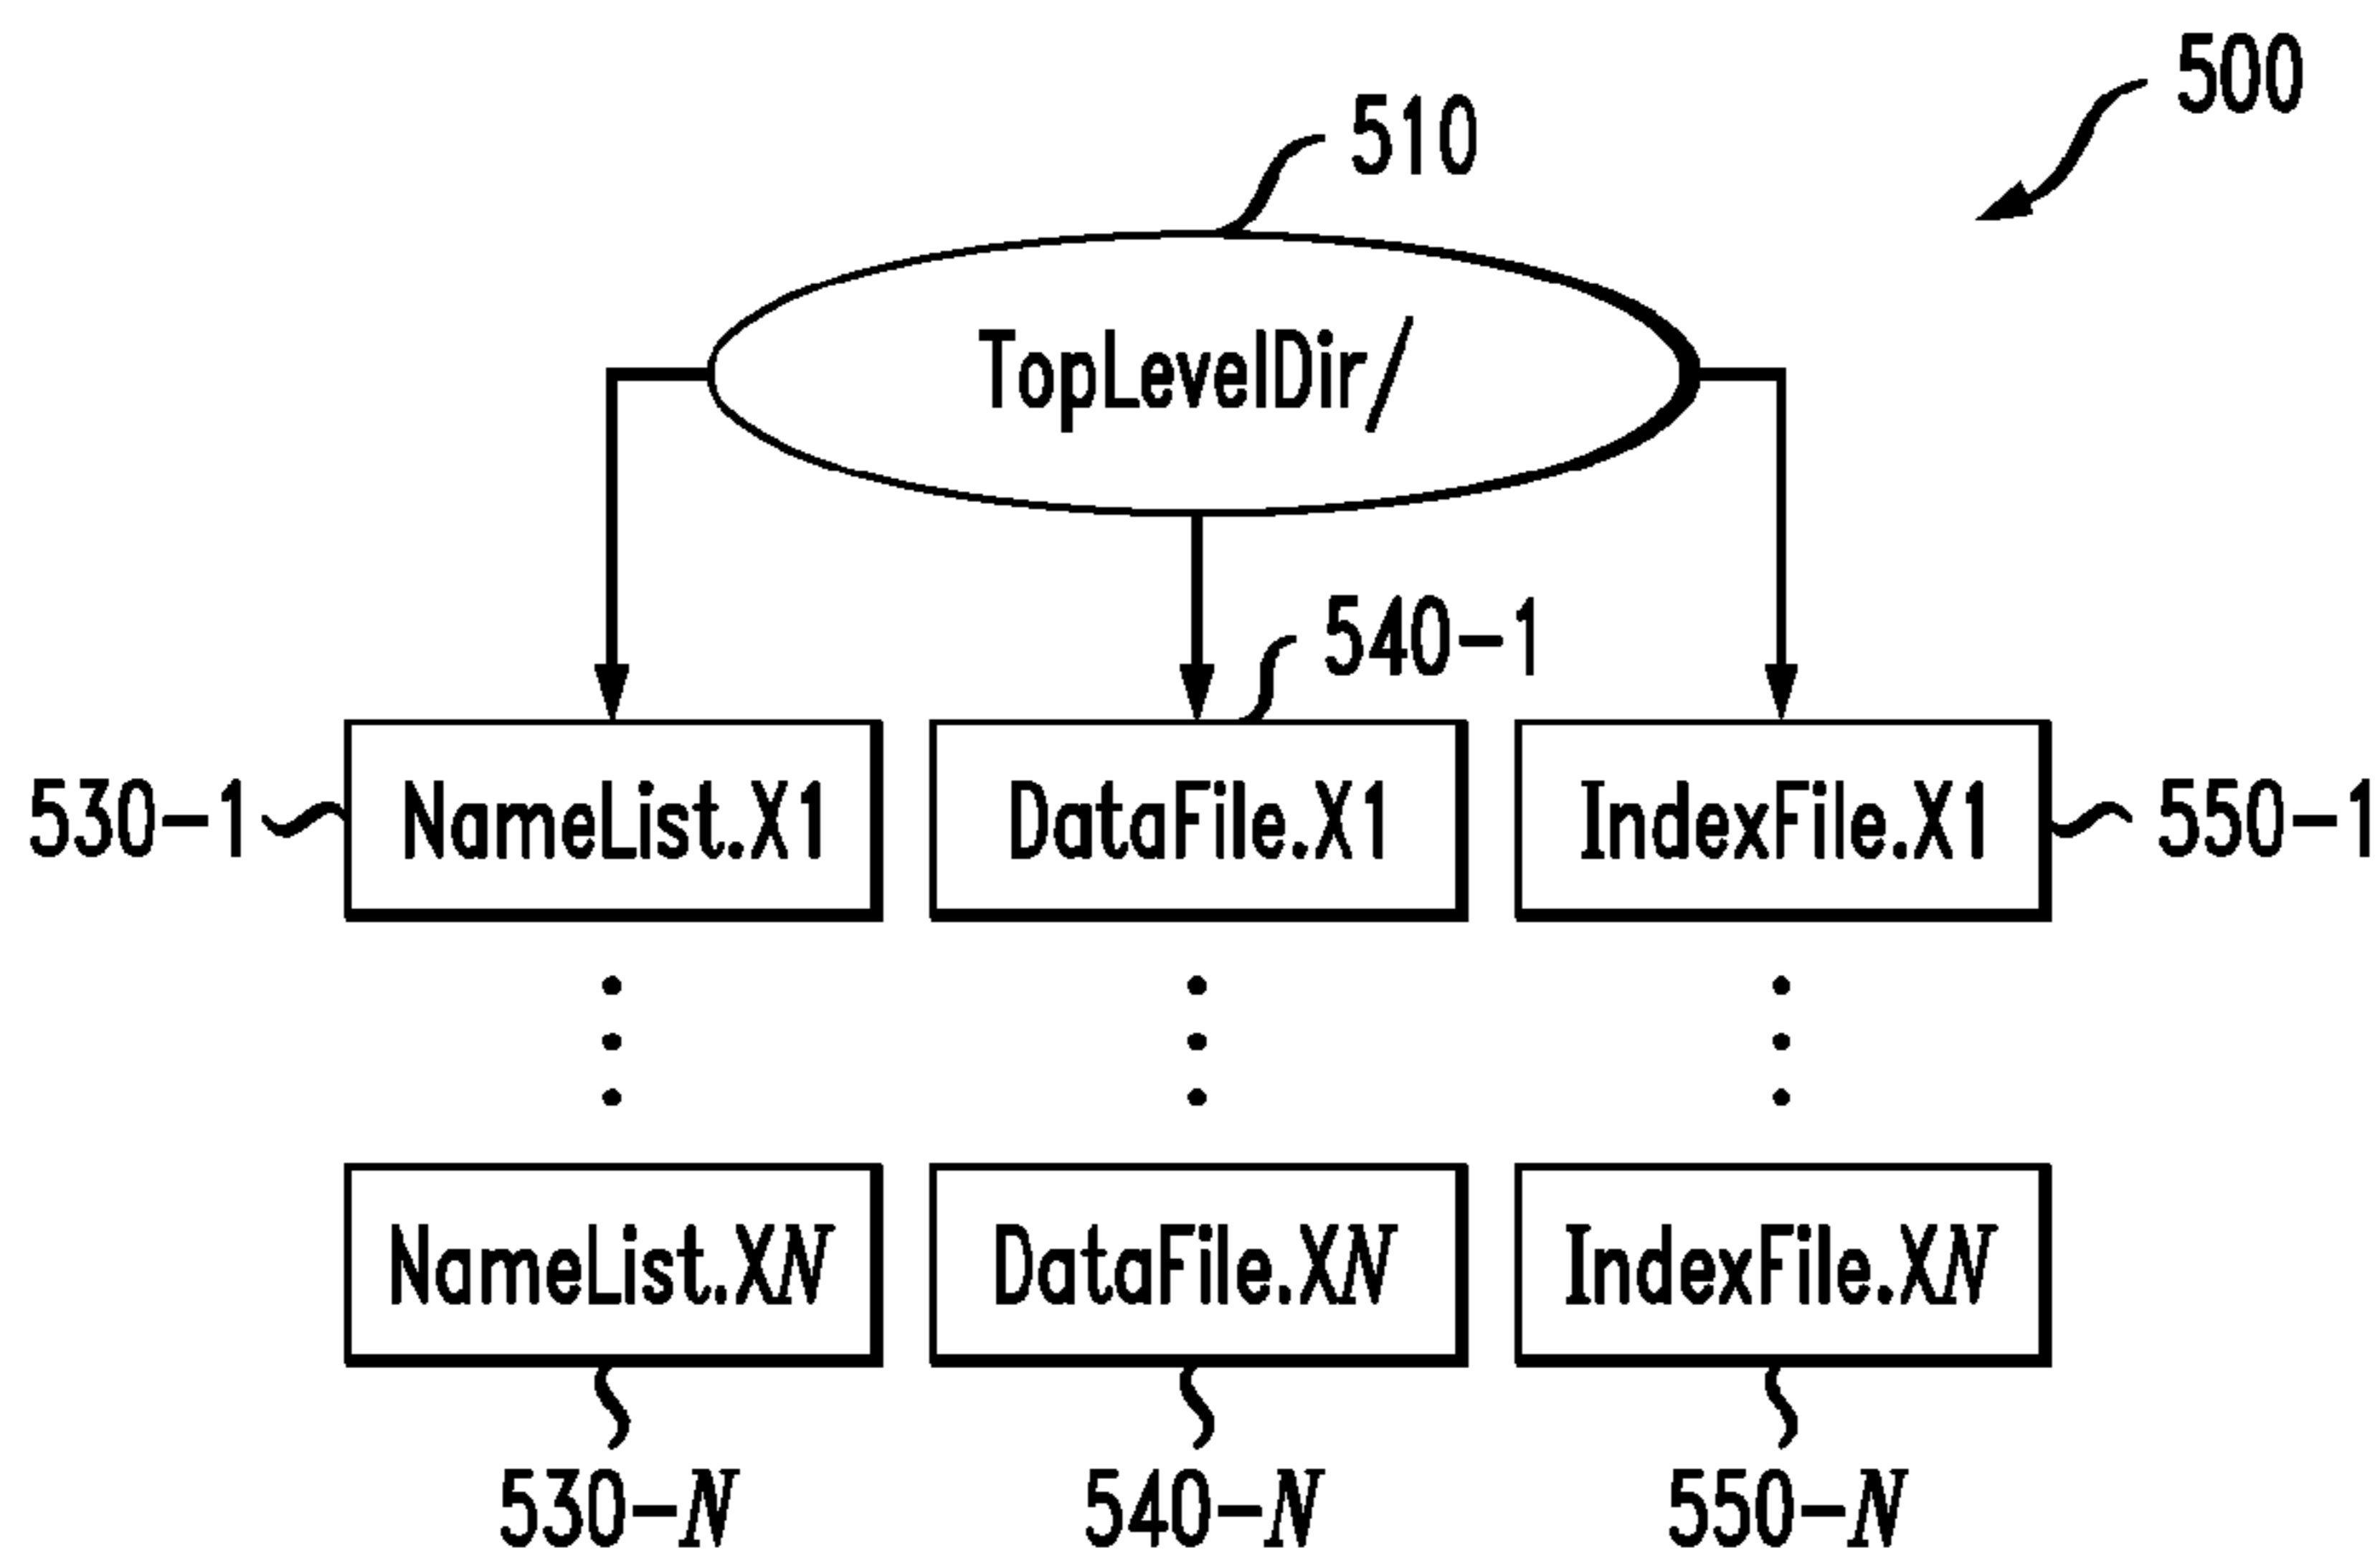 500
510
TopLevelDir/
540-1
530-1 NameList.X1 DataFile.X1 IndexFile.X1 550-1
NameList.XN DataFile.XN IndexFile.XN
530-N 540-N 550-N